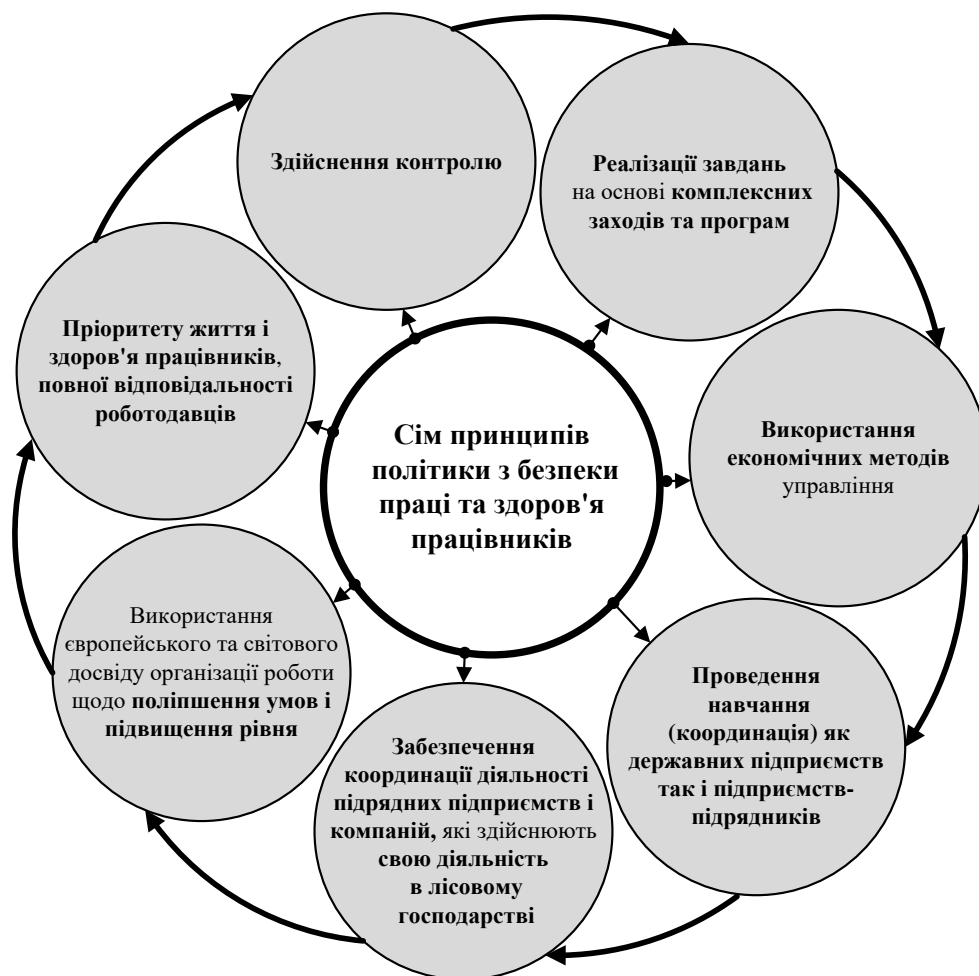 Здійснення контролю
Реалізації завдань
на основі комплексних
заходів та програм
Пріоритету життя і
здоров'я працівників,
повної відповідальності
роботодавців
Сім принципів
політики з безпеки
праці та здоров'я
працівників
Використання
економічних методів
управління
Використання
європейського та світового
досвіду організації роботи
щодо поліпшення умов і
підвищення рівня
Проведення
навчання
(координація) як
державних підприємств
так і підприємств-
підрядників
Забезпечення
координації діяльності
підрядних підприємств і
компаній, які здійснюють
свою діяльність
в лісовому
господарстві